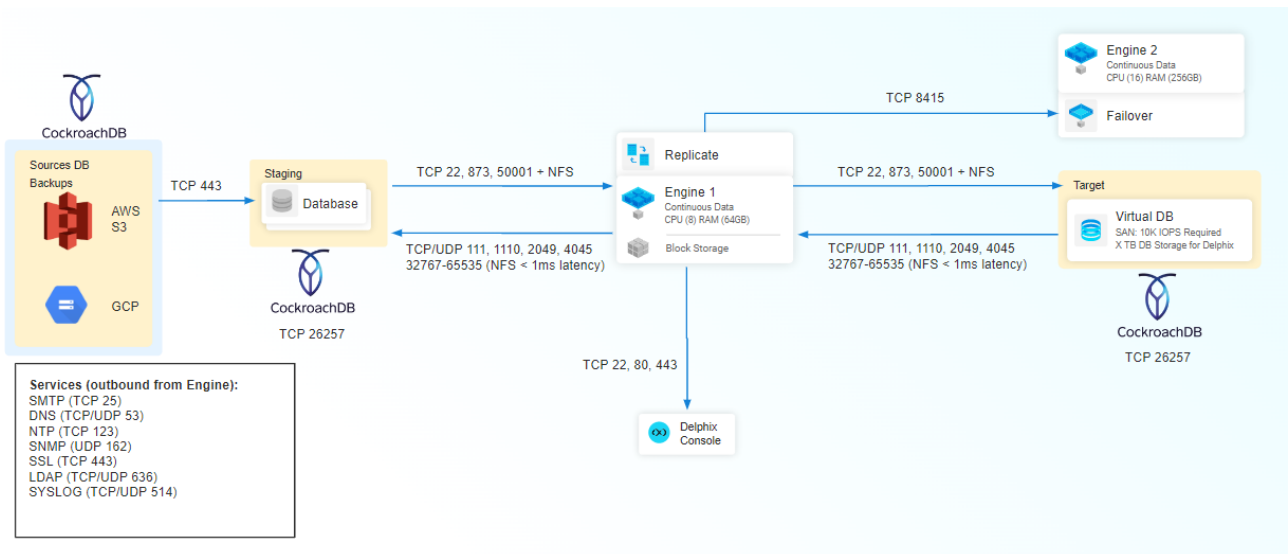 CockroachDB
Sources DB
Backups
AWS
S3
GCP
TCP 443
Staging
Database
CockroachDB
TCP 26257
TCP 22, 873, 50001 + NFS
TCP/UDP 111, 1110, 2049, 4045
32767-65535 (NFS < 1ms latency)
Replicate
Engine 1
Continuous Data
CPU (8) RAM (64GB)
Block Storage
TCP 8415
Engine 2
Continuous Data
CPU (16) RAM (256GB)
Failover
TCP 22, 873, 50001 + NFS
TCP/UDP 111, 1110, 2049, 4045
32767-65535 (NFS < 1ms latency)
Target
Virtual DB
SAN: 10K IOPS Required
X TB DB Storage for Delphix
CockroachDB
TCP 26257
TCP 22, 80, 443
Delphix
Console
Services (outbound from Engine):
SMTP (TCP 25)
DNS (TCP/UDP 53)
NTP (TCP 123)
SNMP (UDP 162)
SSL (TCP 443)
LDAP (TCP/UDP 636)
SYSLOG (TCP/UDP 514)